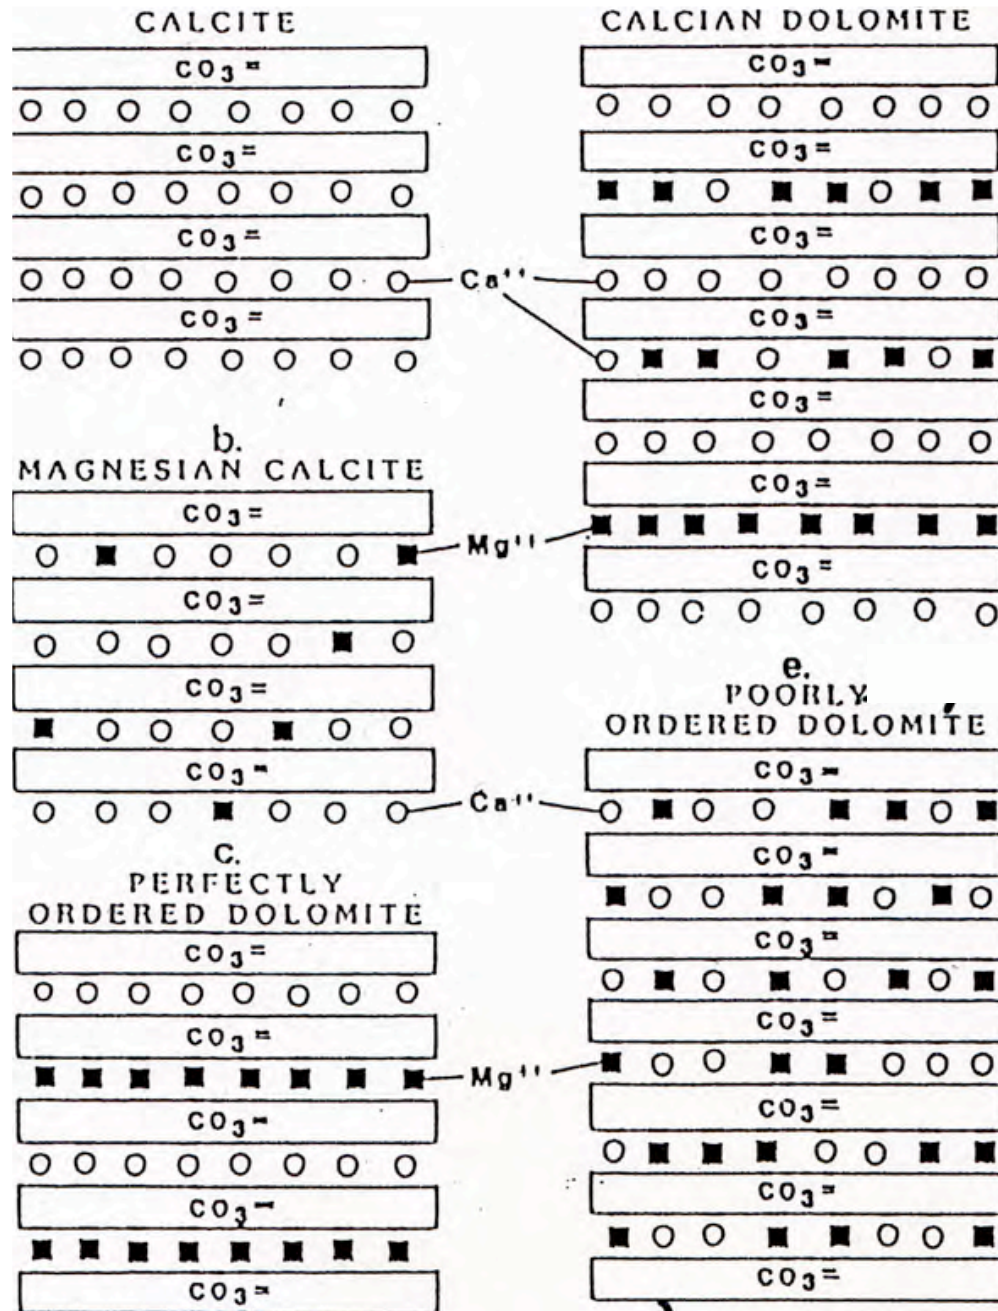 CALCITE
CO3=
CO3=
CO3=
CO3=
b.
MAGNESIAN CALCITE
CO3=
CO3=
CO3=
CO3=
c.
PERFECTLY
ORDERED DOLOMITE
CO3=
CO3=
CO3=
CO3=
CO3=
Ca++
Mg++
Ca++
Mg++
CALCIAN DOLOMITE
CO3=
CO3=
CO3=
CO3=
CO3=
CO3=
CO3=
e.
POORLY
ORDERED DOLOMITE
CO3=
CO3=
CO3=
CO3=
CO3=
CO3=
CO3=